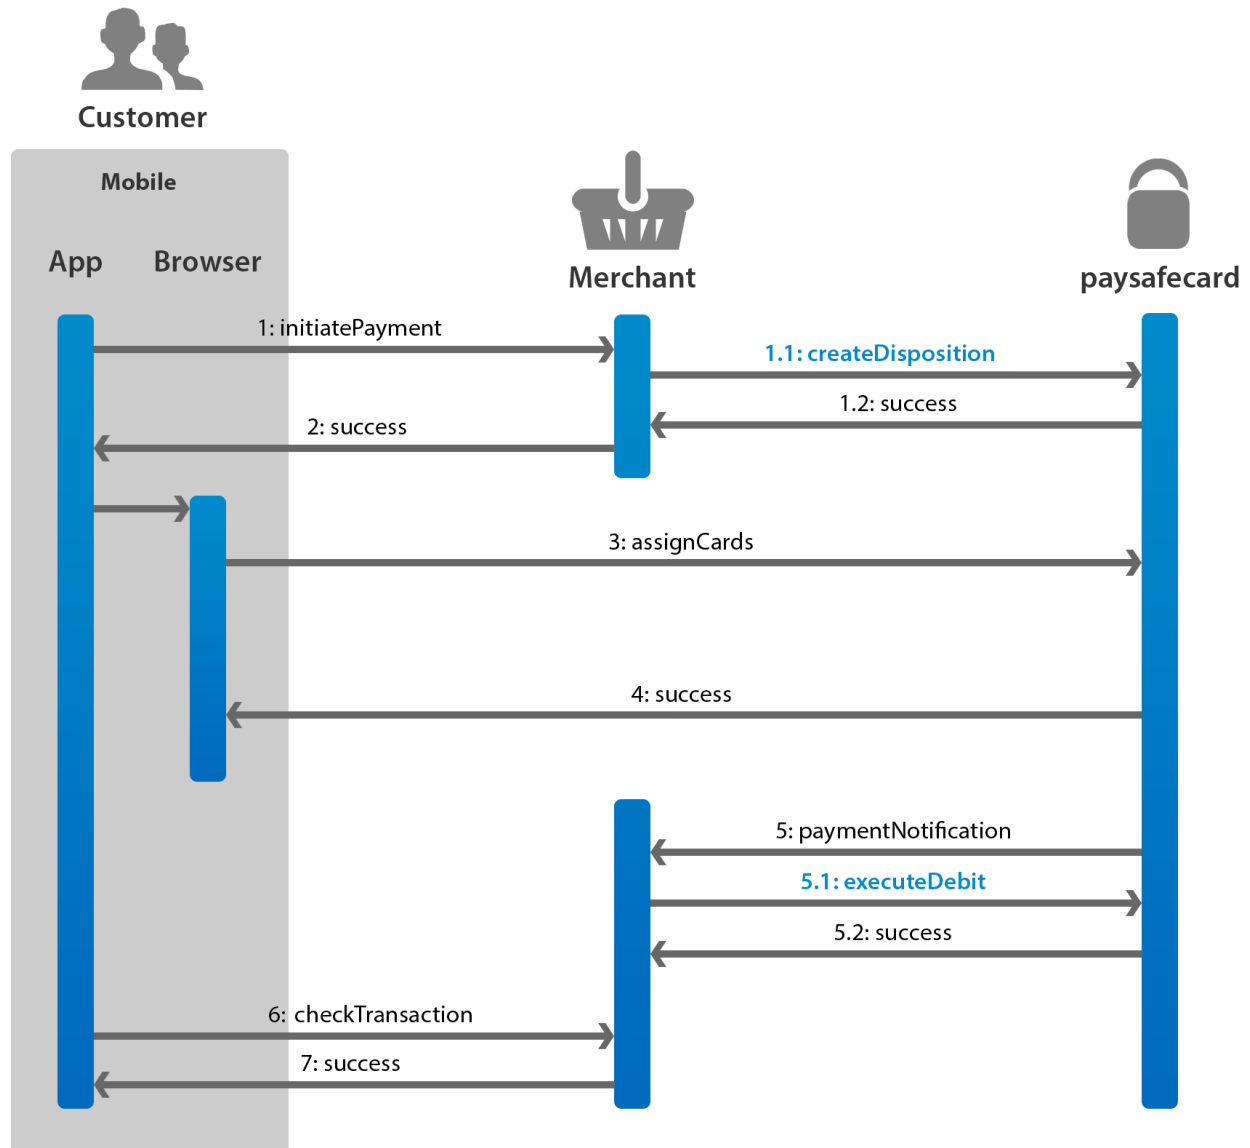 Customer
Mobile
App
Browser
Merchant
paysafecard
1: initiatePayment
1.1: createDisposition
1.2: success
2: success
3: assignCards
4: success
5: paymentNotification
5.1: executeDebit
5.2: success
6: checkTransaction
7: success